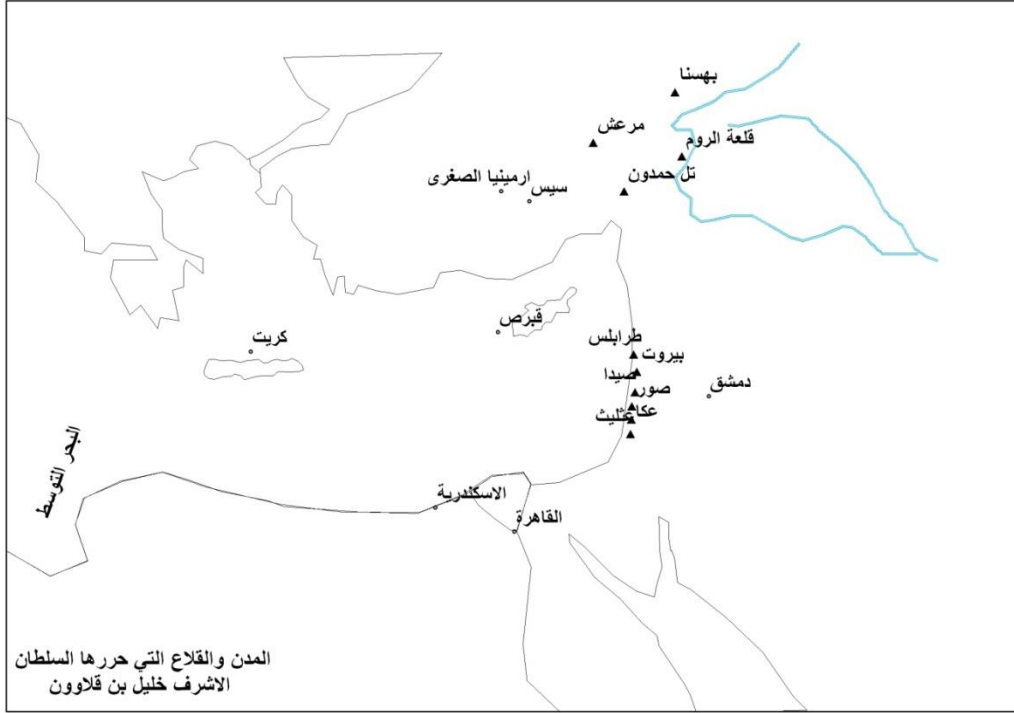 بهسنا
مرعش
قلعة الروم
تل حمدون
ارمينيا الصغرى
سيس
قبرص
كريت
طرابلس
بيروت
صيدا
دمشق
صور
عكا
عثليث
البحر التوسط
الاسكندرية
القاهرة
المدن والقلاع التي حررها السلطان
الاشرف خليل بن قلاوون